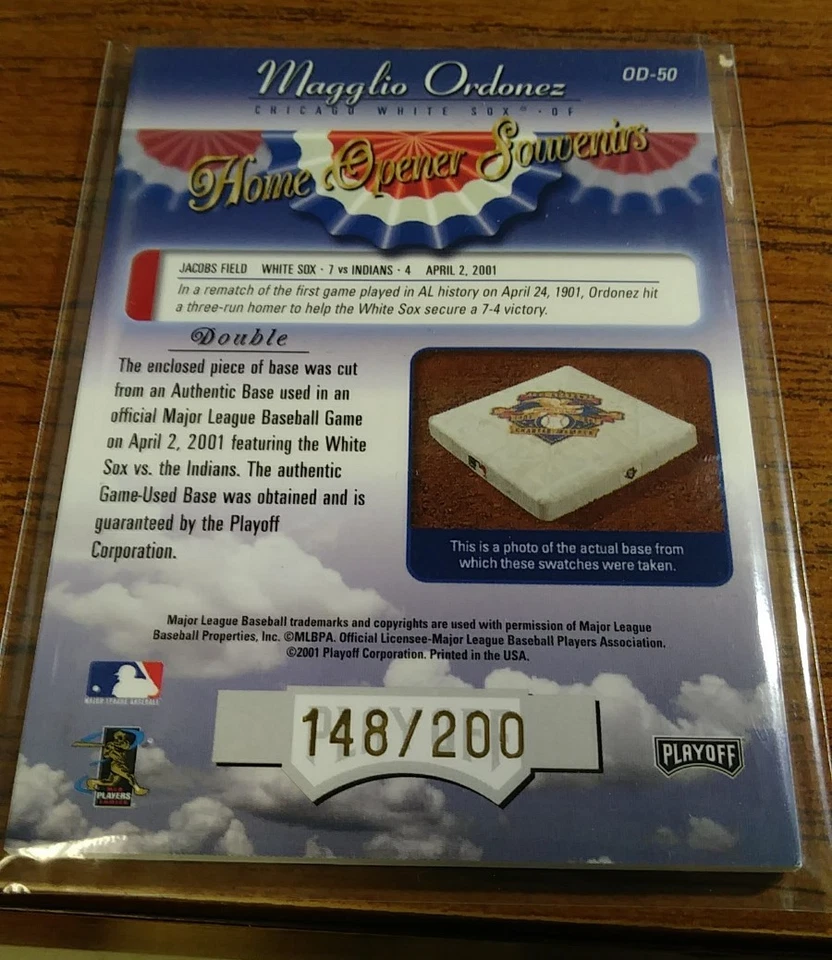 Magglio Ordonez
OD-50
CHICAGO WHITE SOX® · OF
Home Opener Souvenirs
JACOBS FIELD WHITE SOX · 7 vs INDIANS · 4 APRIL 2, 2001
In a rematch of the first game played in AL history on April 24, 1901, Ordonez hit
a three-run homer to help the White Sox secure a 7-4 victory.
Double
The enclosed piece of base was cut
from an Authentic Base used in an
official Major League Baseball Game
on April 2, 2001 featuring the White
Sox vs. the Indians. The authentic
Game-Used Base was obtained and is
guaranteed by the Playoff
Corporation.
This is a photo of the actual base from
which these swatches were taken.
Major League Baseball trademarks and copyrights are used with permission of Major League
Baseball Properties, Inc. ©MLBPA. Official Licensee-Major League Baseball Players Association.
©2001 Playoff Corporation. Printed in the USA.
MAJOR LEAGUE BASEBALL
PLAYOFF
148/200
PLAYERS
PLAYOFF